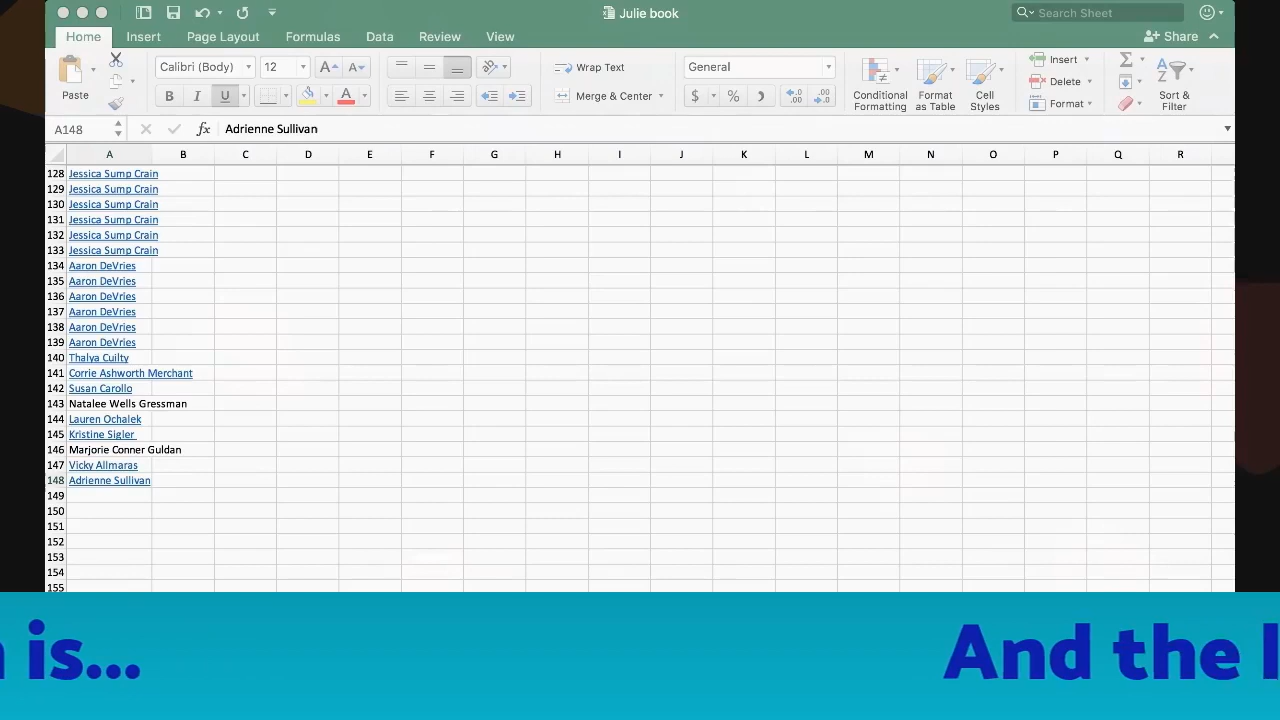 Julie book
Search Sheet
Home Insert Page Layout Formulas Data Review View
Share
Paste
Calibri (Body) 12
A A
B I U
A
Wrap Text
Merge & Center
General
$ % .0 .00 .00 .0
Conditional Formatting
Format as Table
Cell Styles
Insert
Delete
Format
Sort & Filter
A148 fx Adrienne Sullivan
A B C D E F G H I J K L M N O P Q R
128 Jessica Sump Crain
129 Jessica Sump Crain
130 Jessica Sump Crain
131 Jessica Sump Crain
132 Jessica Sump Crain
133 Jessica Sump Crain
134 Aaron DeVries
135 Aaron DeVries
136 Aaron DeVries
137 Aaron DeVries
138 Aaron DeVries
139 Aaron DeVries
140 Thalya Cuilty
141 Corrie Ashworth Merchant
142 Susan Carollo
143 Natalee Wells Gressman
144 Lauren Ochalek
145 Kristine Sigler
146 Marjorie Conner Guldan
147 Vicky Allmaras
148 Adrienne Sullivan
149
150
151
152
153
154
155
is... And the